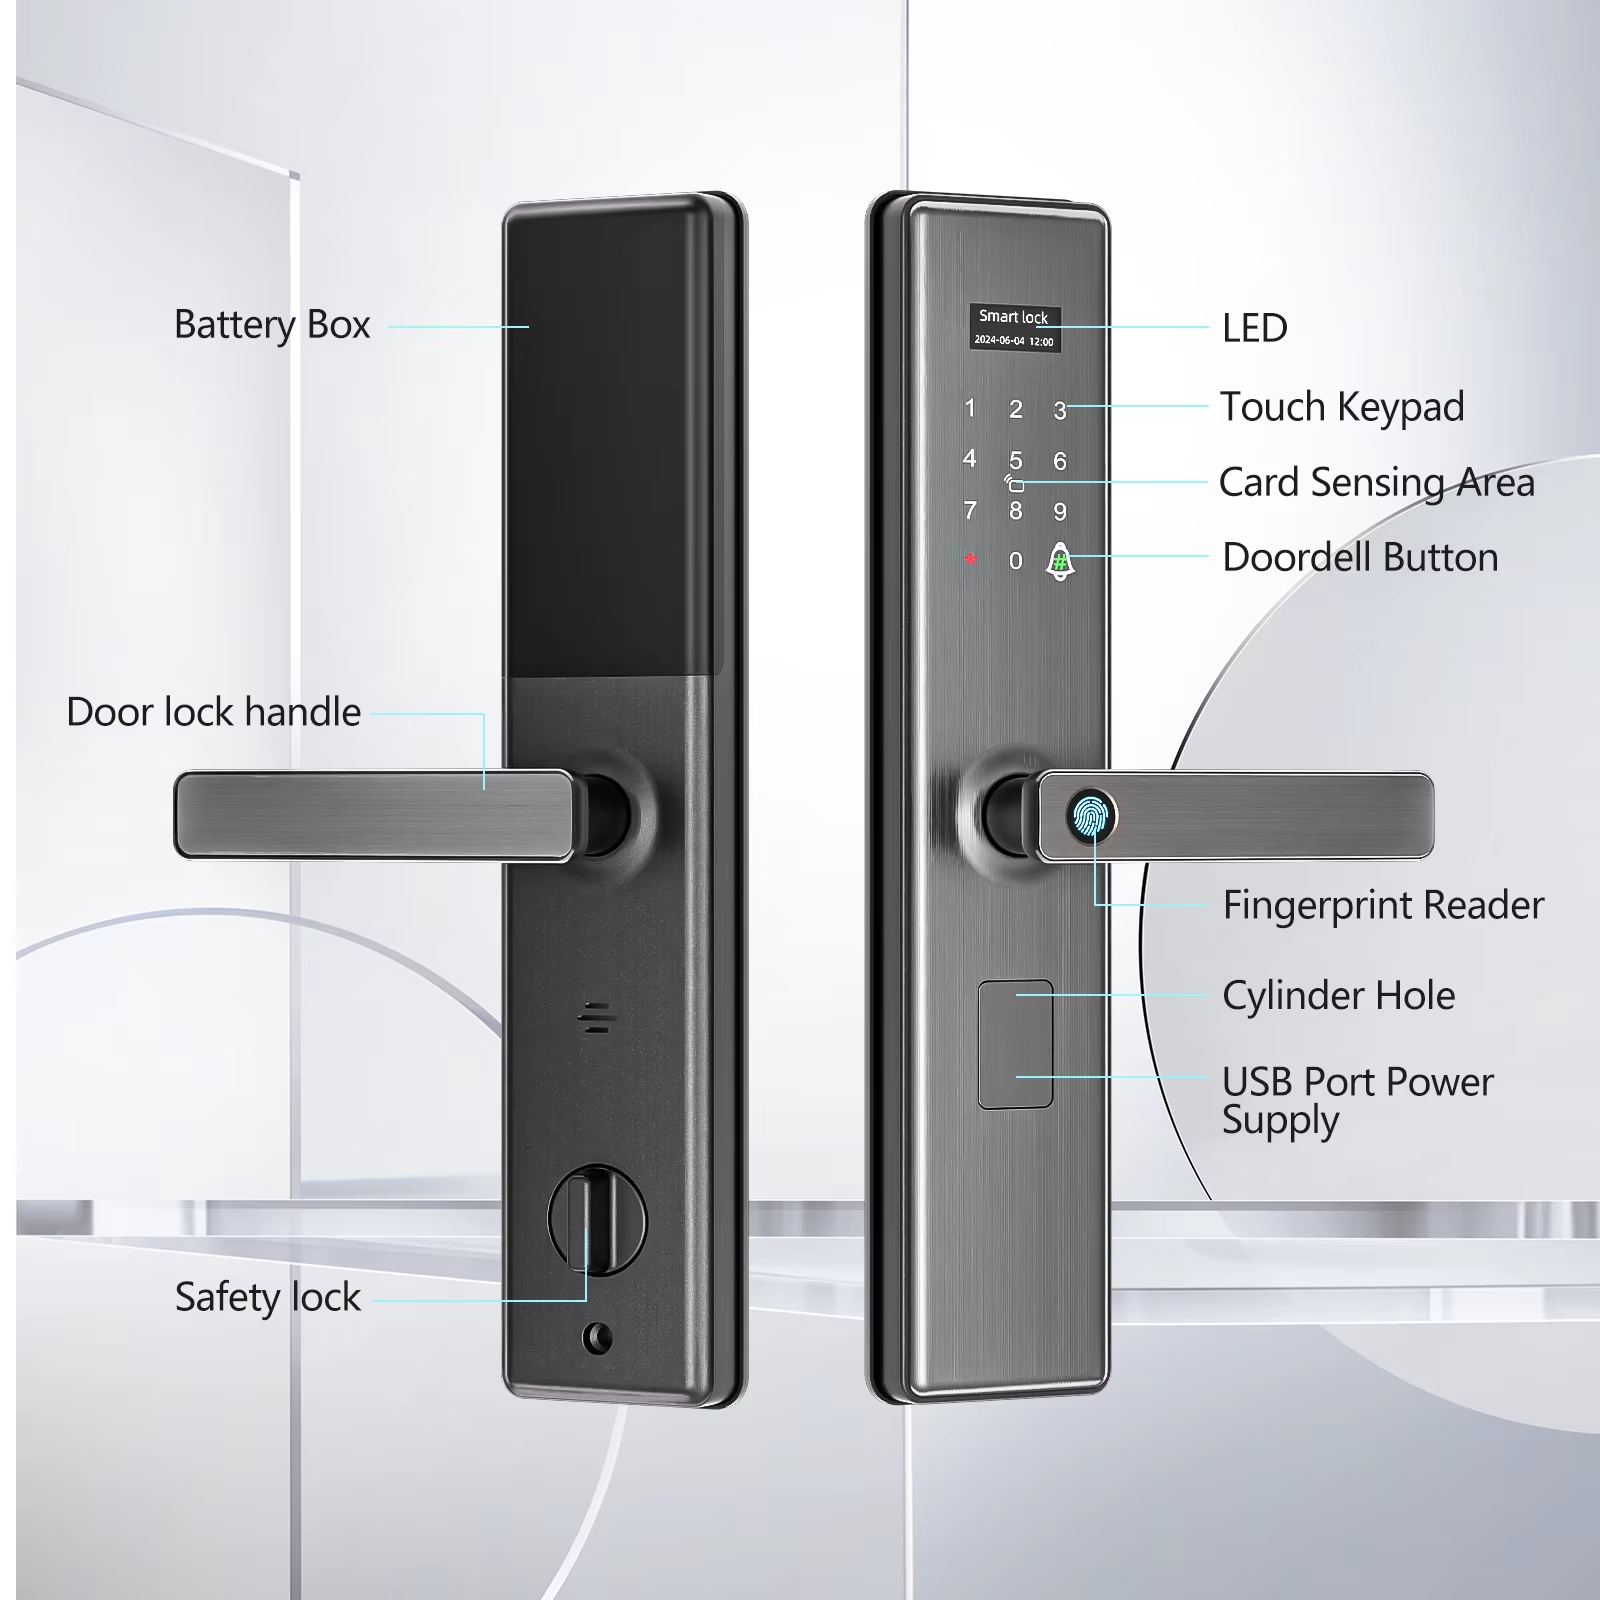 Battery Box
Door lock handle
Safety lock
Smart lock
2024-06-04 12:00
1 2 3
4 5 6
7 8 9
* 0 #
LED
Touch Keypad
Card Sensing Area
Doordell Button
Fingerprint Reader
Cylinder Hole
USB Port Power
Supply